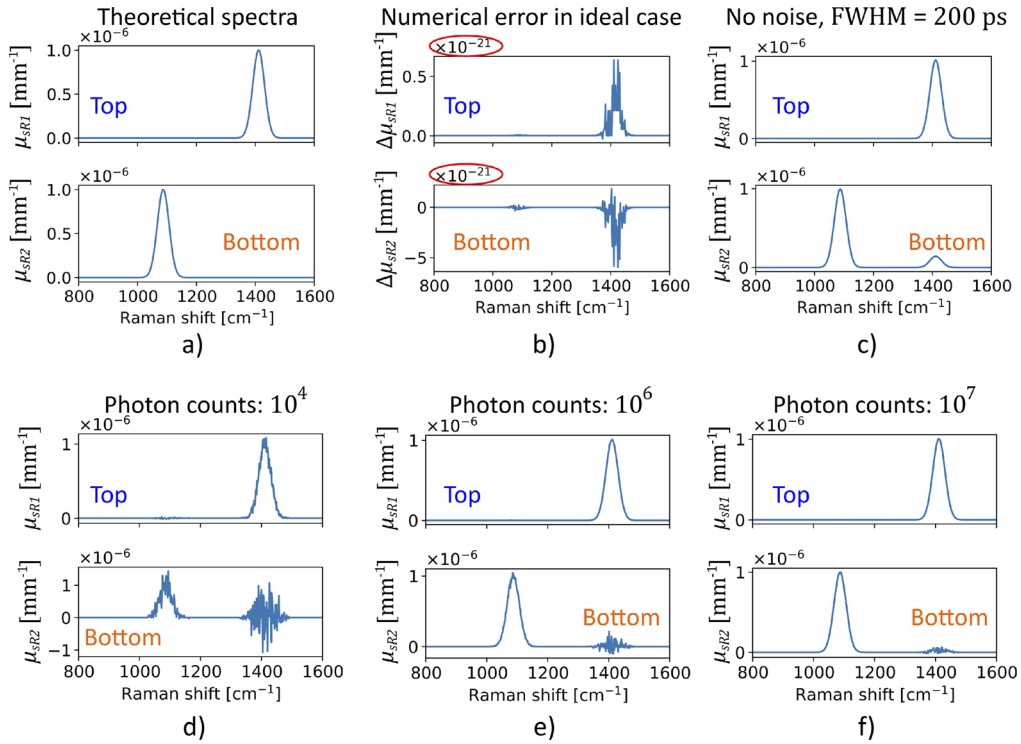 Theoretical spectra
×10⁻⁶
μsR1 [mm⁻¹]
1.0
0.5
0.0
Top
×10⁻⁶
μsR2 [mm⁻¹]
1.0
0.5
0.0
Bottom
800 1000 1200 1400 1600
Raman shift [cm⁻¹]
a)
Numerical error in ideal case
×10⁻²¹
ΔμsR1 [mm⁻¹]
0.5
0.0
Top
×10⁻²¹
ΔμsR2 [mm⁻¹]
0
−5
Bottom
800 1000 1200 1400 1600
Raman shift [cm⁻¹]
b)
No noise, FWHM = 200 ps
×10⁻⁶
μsR1 [mm⁻¹]
1
0
Top
×10⁻⁶
μsR2 [mm⁻¹]
1
0
Bottom
800 1000 1200 1400 1600
Raman shift [cm⁻¹]
c)
Photon counts: 10⁴
×10⁻⁶
μsR1 [mm⁻¹]
1
0
Top
×10⁻⁶
μsR2 [mm⁻¹]
1
0
−1
Bottom
800 1000 1200 1400 1600
Raman shift [cm⁻¹]
d)
Photon counts: 10⁶
×10⁻⁶
μsR1 [mm⁻¹]
1
0
Top
×10⁻⁶
μsR2 [mm⁻¹]
1
0
Bottom
800 1000 1200 1400 1600
Raman shift [cm⁻¹]
e)
Photon counts: 10⁷
×10⁻⁶
μsR1 [mm⁻¹]
1
0
Top
×10⁻⁶
μsR2 [mm⁻¹]
1
0
Bottom
800 1000 1200 1400 1600
Raman shift [cm⁻¹]
f)